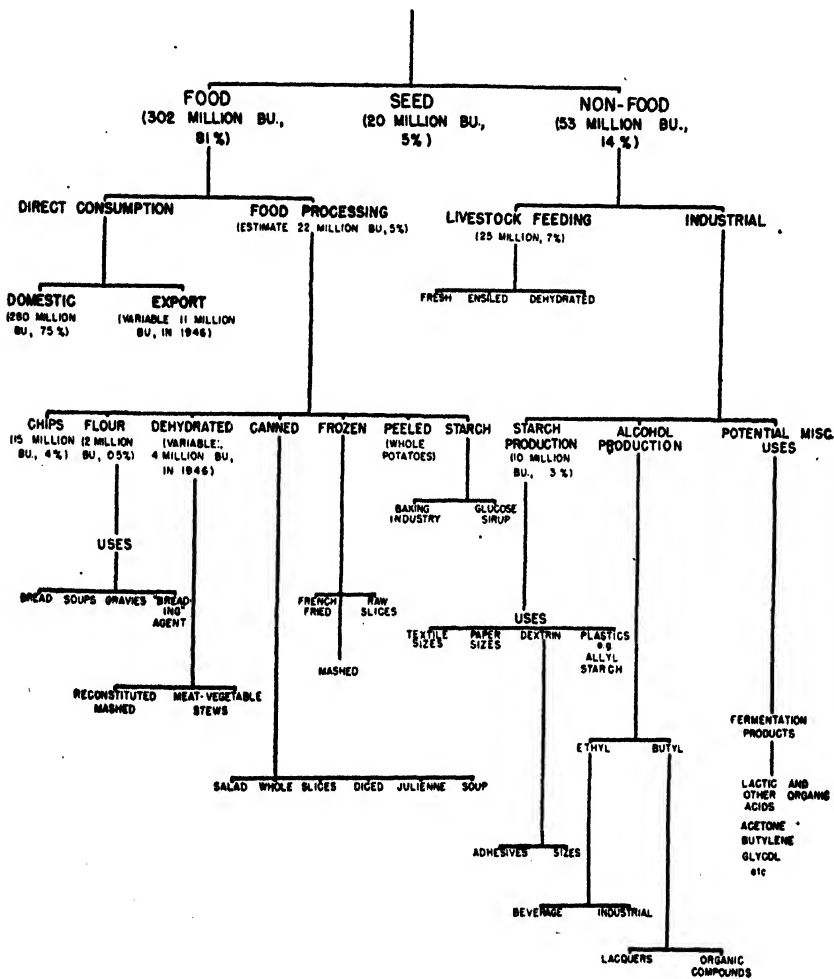 FOOD
(302 MILLION BU.,
81%)
SEED
(20 MILLION BU.,
5%)
NON-FOOD
(53 MILLION BU.,
14%)
DIRECT CONSUMPTION
FOOD PROCESSING
(ESTIMATE 22 MILLION BU, 5%)
LIVESTOCK FEEDING
(25 MILLION, 7%)
INDUSTRIAL
DOMESTIC
(280 MILLION
BU, 75%)
EXPORT
(VARIABLE 11 MILLION
BU, IN 1946)
FRESH ENSILED DEHYDRATED
CHIPS
(15 MILLION
BU., 4%)
FLOUR
(2 MILLION
BU, 05%)
DEHYDRATED
(VARIABLE:,
4 MILLION BU,
IN 1946)
CANNED
FROZEN
PEELED
(WHOLE
POTATOES)
STARCH
STARCH
PRODUCTION
(10 MILLION
BU., 3%)
ALCOHOL
PRODUCTION
POTENTIAL MISC.
USES
BAKING
INDUSTRY
GLUCOSE
SIRUP
USES
BREAD SOUPS GRAVIES "BREAD-
ING"
AGENT
FRENCH
FRIED
RAW
SLICES
MASHED
USES
TEXTILE
SIZES
PAPER
SIZES
DEXTRIN
PLASTICS
e.g.
ALLYL
STARCH
RECONSTITUTED
MASHED
MEAT-VEGETABLE
STEWS
FERMENTATION
PRODUCTS
ETHYL BUTYL
SALAD WHOLE SLICES DICED JULIENNE SOUP
LACTIC AND
OTHER ORGANIC
ACIDS
ACETONE
BUTYLENE
GLYCOL
etc
ADHESIVES SIZES
BEVERAGE INDUSTRIAL
LACQUERS
ORGANIC
COMPOUNDS